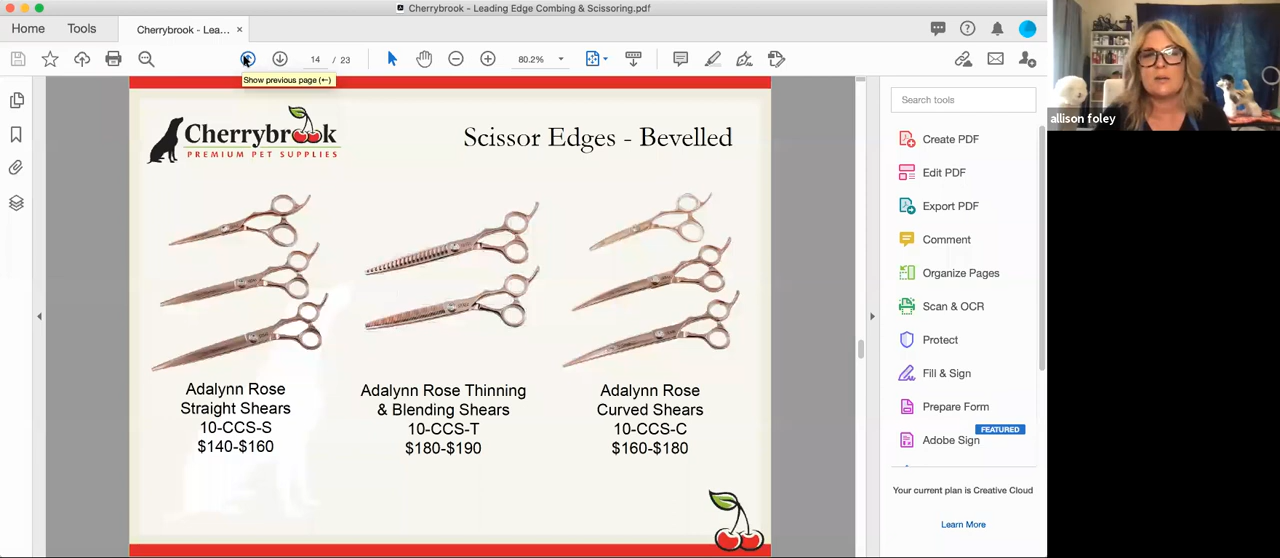 Cherrybrook - Leading Edge Combing & Scissoring.pdf
Home
Tools
Cherrybrook - Lea...
14 / 23
80.2%
Show previous page (←)
Search tools
allison foley
Cherrybrook
PREMIUM PET SUPPLIES
Scissor Edges - Bevelled
Create PDF
Edit PDF
Export PDF
Comment
Organize Pages
Scan & OCR
Protect
Fill & Sign
Prepare Form
FEATURED
Adobe Sign
Your current plan is Creative Cloud
Learn More
Adalynn Rose
Straight Shears
10-CCS-S
$140-$160
Adalynn Rose Thinning
& Blending Shears
10-CCS-T
$180-$190
Adalynn Rose
Curved Shears
10-CCS-C
$160-$180